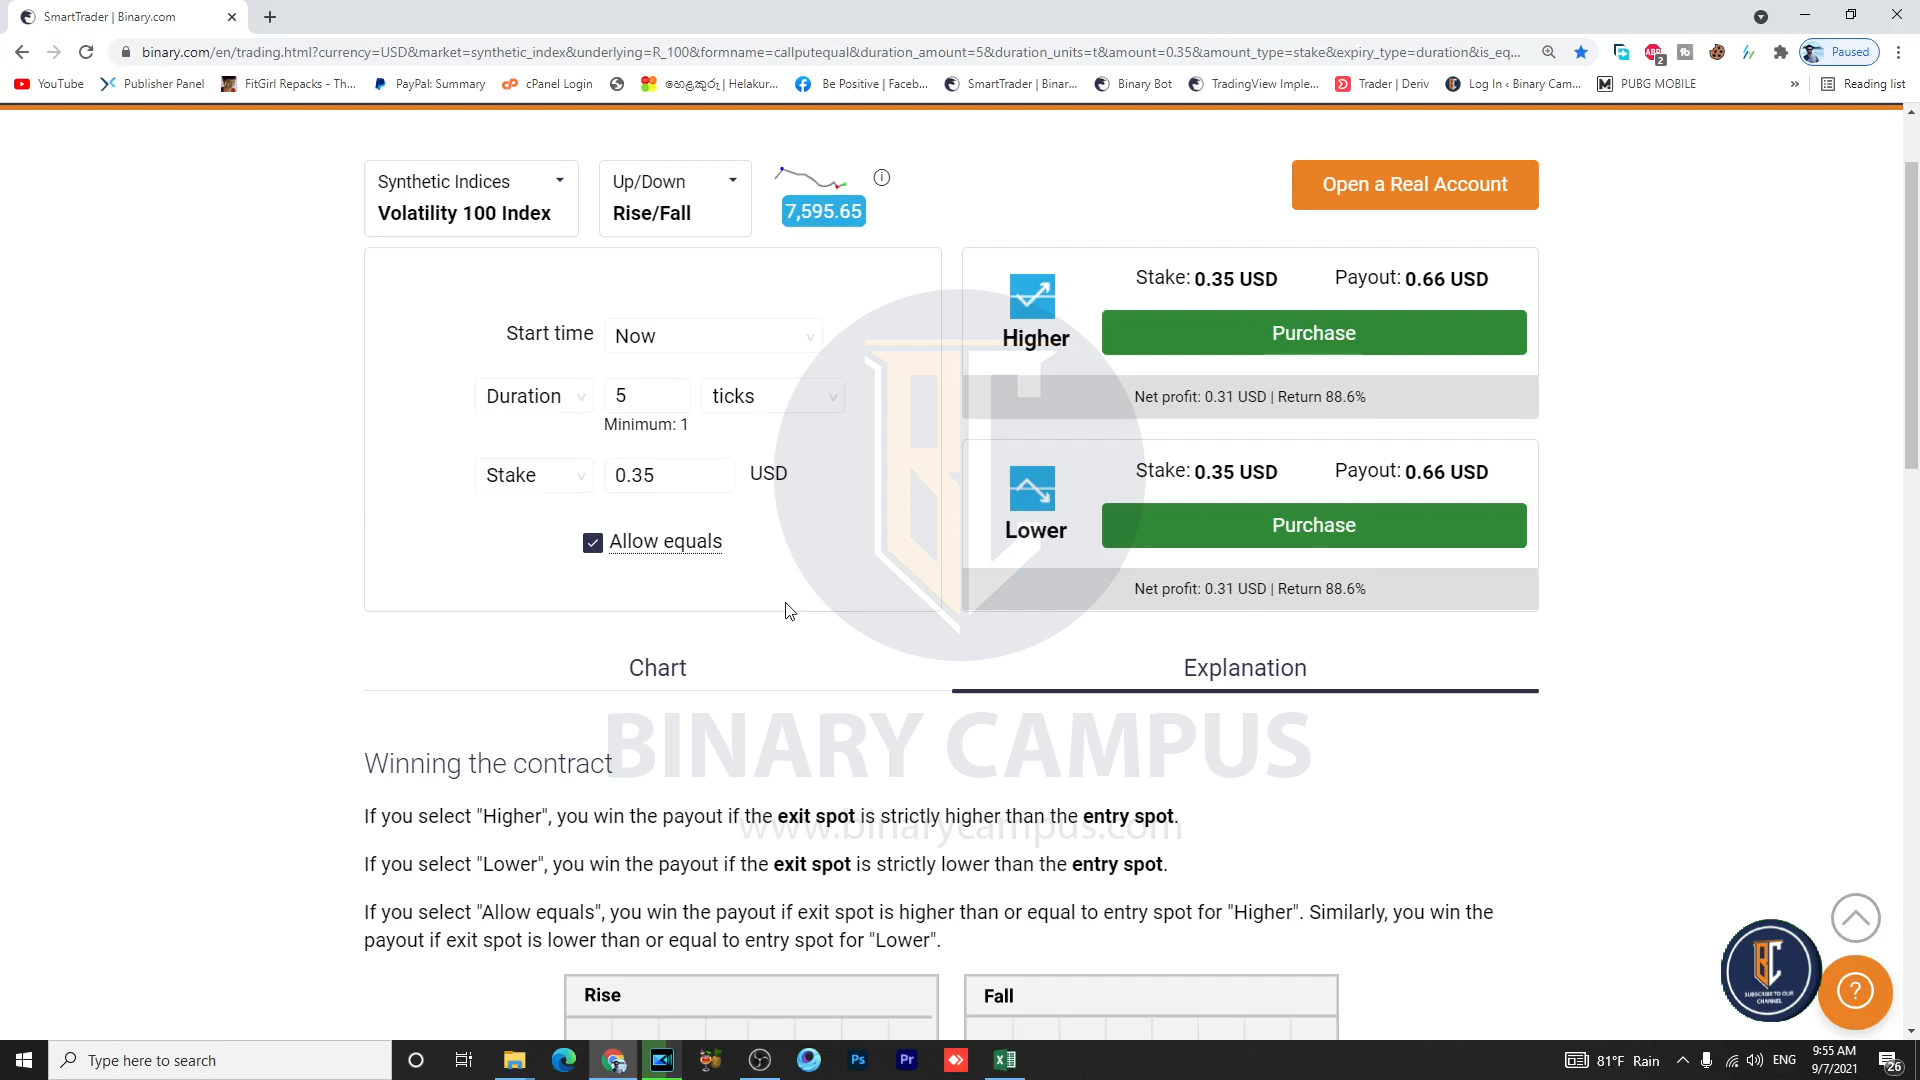 SmartTrader | Binary.com
binary.com/en/trading.html?currency=USD&market=synthetic_index&underlying=R_100&formname=callputequal&duration_amount=5&duration_units=t&amount=0.35&amount_type=stake&expiry_type=duration&is_eq...
2
Paused
YouTube
Publisher Panel
FitGirl Repacks - Th...
PayPal: Summary
cPanel Login
හෙළකුරු | Helakur...
Be Positive | Faceb...
SmartTrader | Binar...
Binary Bot
TradingView Imple...
Trader | Deriv
Log In ‹ Binary Cam...
PUBG MOBILE
»
Reading list
Synthetic Indices
Volatility 100 Index
Up/Down
Rise/Fall
7,595.65
Open a Real Account
Start time Now
Duration 5 ticks
Minimum: 1
Stake 0.35 USD
Allow equals
Higher
Stake: 0.35 USD Payout: 0.66 USD
Purchase
Net profit: 0.31 USD | Return 88.6%
Lower
Stake: 0.35 USD Payout: 0.66 USD
Purchase
Net profit: 0.31 USD | Return 88.6%
Chart
Explanation
BINARY CAMPUS
Winning the contract
If you select "Higher", you win the payout if the exit spot is strictly higher than the entry spot.
www.binarycampus.com
If you select "Lower", you win the payout if the exit spot is strictly lower than the entry spot.
If you select "Allow equals", you win the payout if exit spot is higher than or equal to entry spot for "Higher". Similarly, you win the
payout if exit spot is lower than or equal to entry spot for "Lower".
Rise
Fall
BC
SUBSCRIBE TO OUR
CHANNEL
?
Type here to search
Ps
Pr
81°F Rain
ENG
9:55 AM
9/7/2021
26